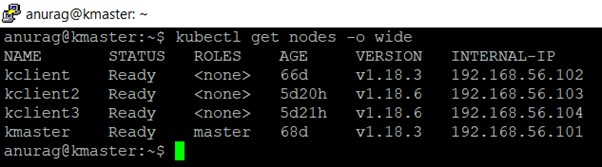 anurag@kmaster: ~
anurag@kmaster:~$ kubectl get nodes -o wide
NAME STATUS ROLES AGE VERSION INTERNAL-IP
kclient Ready <none> 66d v1.18.3 192.168.56.102
kclient2 Ready <none> 5d20h v1.18.6 192.168.56.103
kclient3 Ready <none> 5d21h v1.18.6 192.168.56.104
kmaster Ready master 68d v1.18.3 192.168.56.101
anurag@kmaster:~$